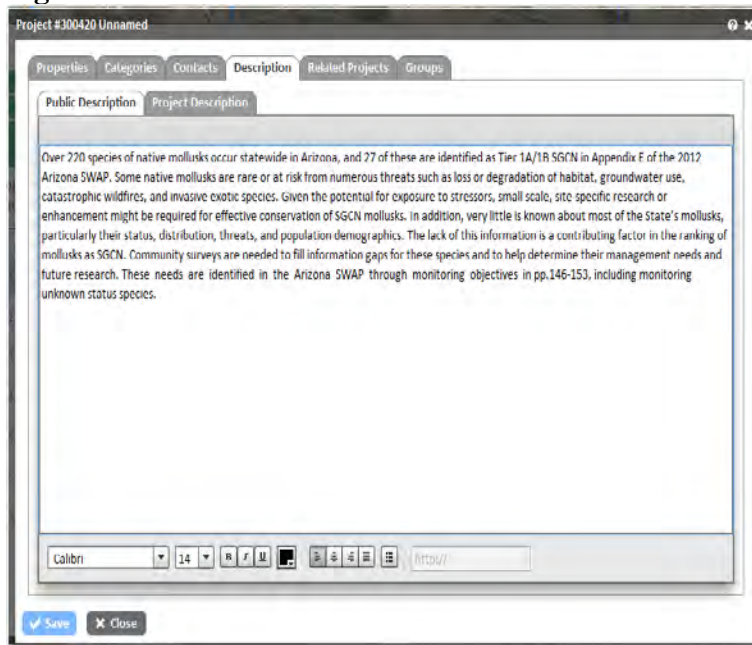 Project #300420 Unnamed
Properties Categories Contacts Description Related Projects Groups
Public Description Project Description
Over 220 species of native mollusks occur statewide in Arizona, and 27 of these are identified as Tier 1A/1B SGCN in Appendix E of the 2012
Arizona SWAP. Some native mollusks are rare or at risk from numerous threats such as loss or degradation of habitat, groundwater use,
catastrophic wildfires, and invasive exotic species. Given the potential for exposure to stressors, small scale, site specific research or
enhancement might be required for effective conservation of SGCN mollusks. In addition, very little is known about most of the State's mollusks,
particularly their status, distribution, threats, and population demographics. The lack of this information is a contributing factor in the ranking of
mollusks as SGCN. Community surveys are needed to fill information gaps for these species and to help determine their management needs and
future research. These needs are identified in the Arizona SWAP through monitoring objectives in pp.146-153, including monitoring
unknown status species.
Calibri 14 B I U http://
Save Close